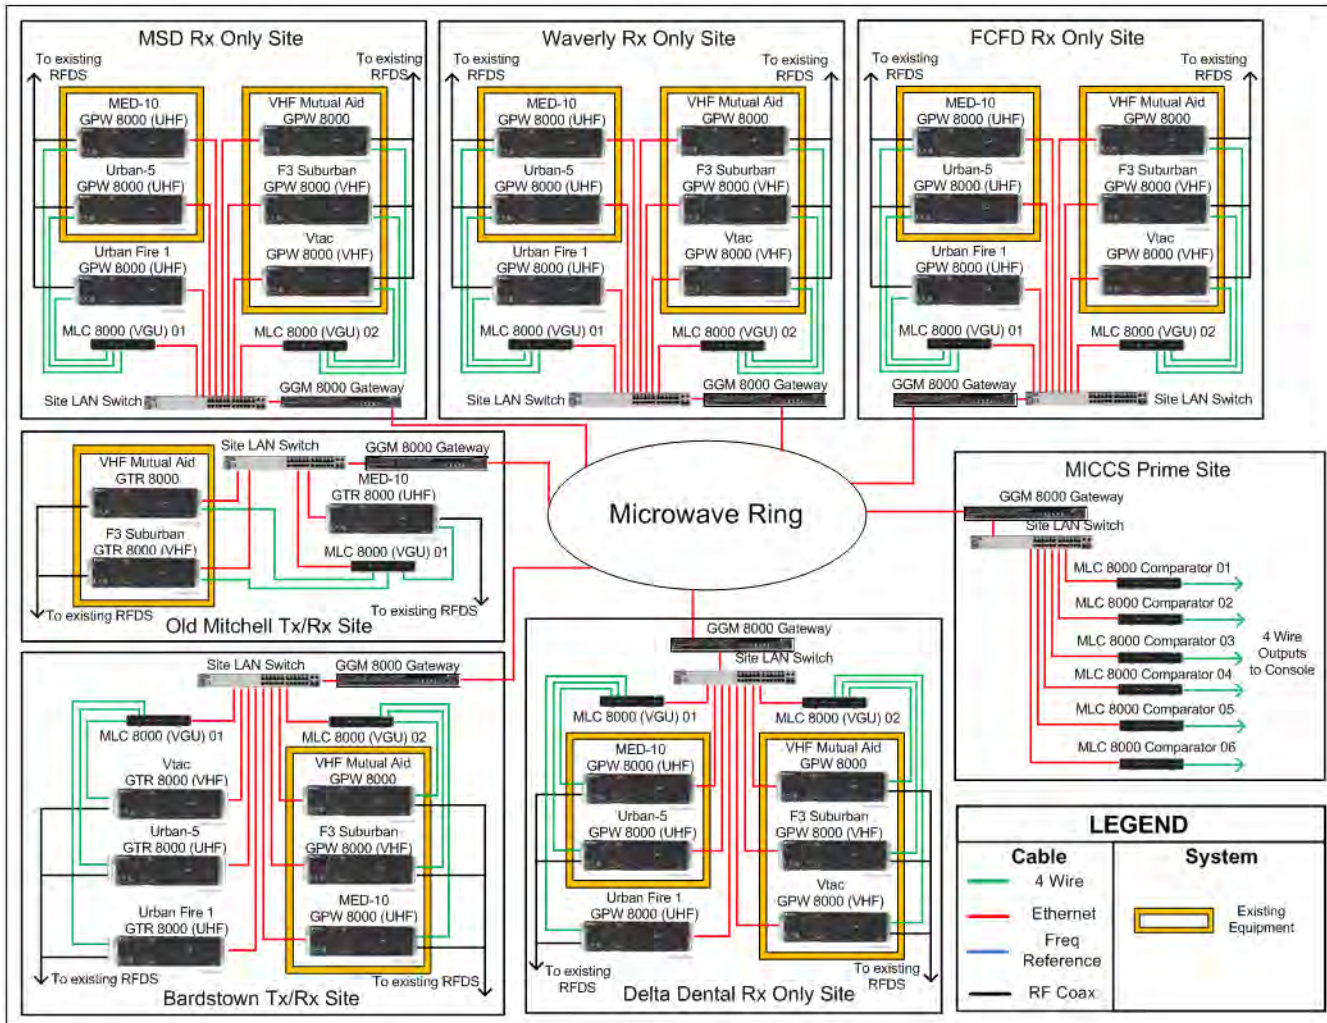 MSD Rx Only Site
To existing
RFDS
To existing
RFDS
MED-10
GPW 8000 (UHF)
VHF Mutual Aid
GPW 8000
Urban-5
GPW 8000 (UHF)
F3 Suburban
GPW 8000 (VHF)
Urban Fire 1
GPW 8000 (UHF)
Vtac
GPW 8000 (VHF)
MLC 8000 (VGU) 01
MLC 8000 (VGU) 02
GGM 8000 Gateway
Site LAN Switch
Waverly Rx Only Site
To existing
RFDS
To existing
RFDS
MED-10
GPW 8000 (UHF)
VHF Mutual Aid
GPW 8000
Urban-5
GPW 8000 (UHF)
F3 Suburban
GPW 8000 (VHF)
Urban Fire 1
GPW 8000 (UHF)
Vtac
GPW 8000 (VHF)
MLC 8000 (VGU) 01
MLC 8000 (VGU) 02
GGM 8000 Gateway
Site LAN Switch
FCFD Rx Only Site
To existing
RFDS
To existing
RFDS
MED-10
GPW 8000 (UHF)
VHF Mutual Aid
GPW 8000
Urban-5
GPW 8000 (UHF)
F3 Suburban
GPW 8000 (VHF)
Urban Fire 1
GPW 8000 (UHF)
Vtac
GPW 8000 (VHF)
MLC 8000 (VGU) 01
MLC 8000 (VGU) 02
GGM 8000 Gateway
Site LAN Switch
Site LAN Switch
GGM 8000 Gateway
VHF Mutual Aid
GTR 8000
MED-10
GTR 8000 (UHF)
F3 Suburban
GTR 8000 (VHF)
MLC 8000 (VGU) 01
To existing RFDS
To existing RFDS
Old Mitchell Tx/Rx Site
Microwave Ring
MICCS Prime Site
GGM 8000 Gateway
Site LAN Switch
MLC 8000 Comparator 01
MLC 8000 Comparator 02
MLC 8000 Comparator 03
MLC 8000 Comparator 04
MLC 8000 Comparator 05
MLC 8000 Comparator 06
4 Wire
Outputs
to Console
Site LAN Switch
GGM 8000 Gateway
MLC 8000 (VGU) 01
MLC 8000 (VGU) 02
Vtac
GTR 8000 (VHF)
VHF Mutual Aid
GPW 8000
Urban-5
GTR 8000 (UHF)
F3 Suburban
GPW 8000 (VHF)
Urban Fire 1
GTR 8000 (UHF)
MED-10
GPW 8000 (UHF)
To existing RFDS
To existing RFDS
Bardstown Tx/Rx Site
GGM 8000 Gateway
Site LAN Switch
MLC 8000 (VGU) 01
MLC 8000 (VGU) 02
MED-10
GPW 8000 (UHF)
VHF Mutual Aid
GPW 8000
Urban-5
GPW 8000 (UHF)
F3 Suburban
GPW 8000 (VHF)
Urban Fire 1
GPW 8000 (UHF)
Vtac
GPW 8000 (VHF)
To existing
RFDS
To existing
RFDS
Delta Dental Rx Only Site
LEGEND
Cable
System
4 Wire
Ethernet
Freq
Reference
RF Coax
Existing
Equipment